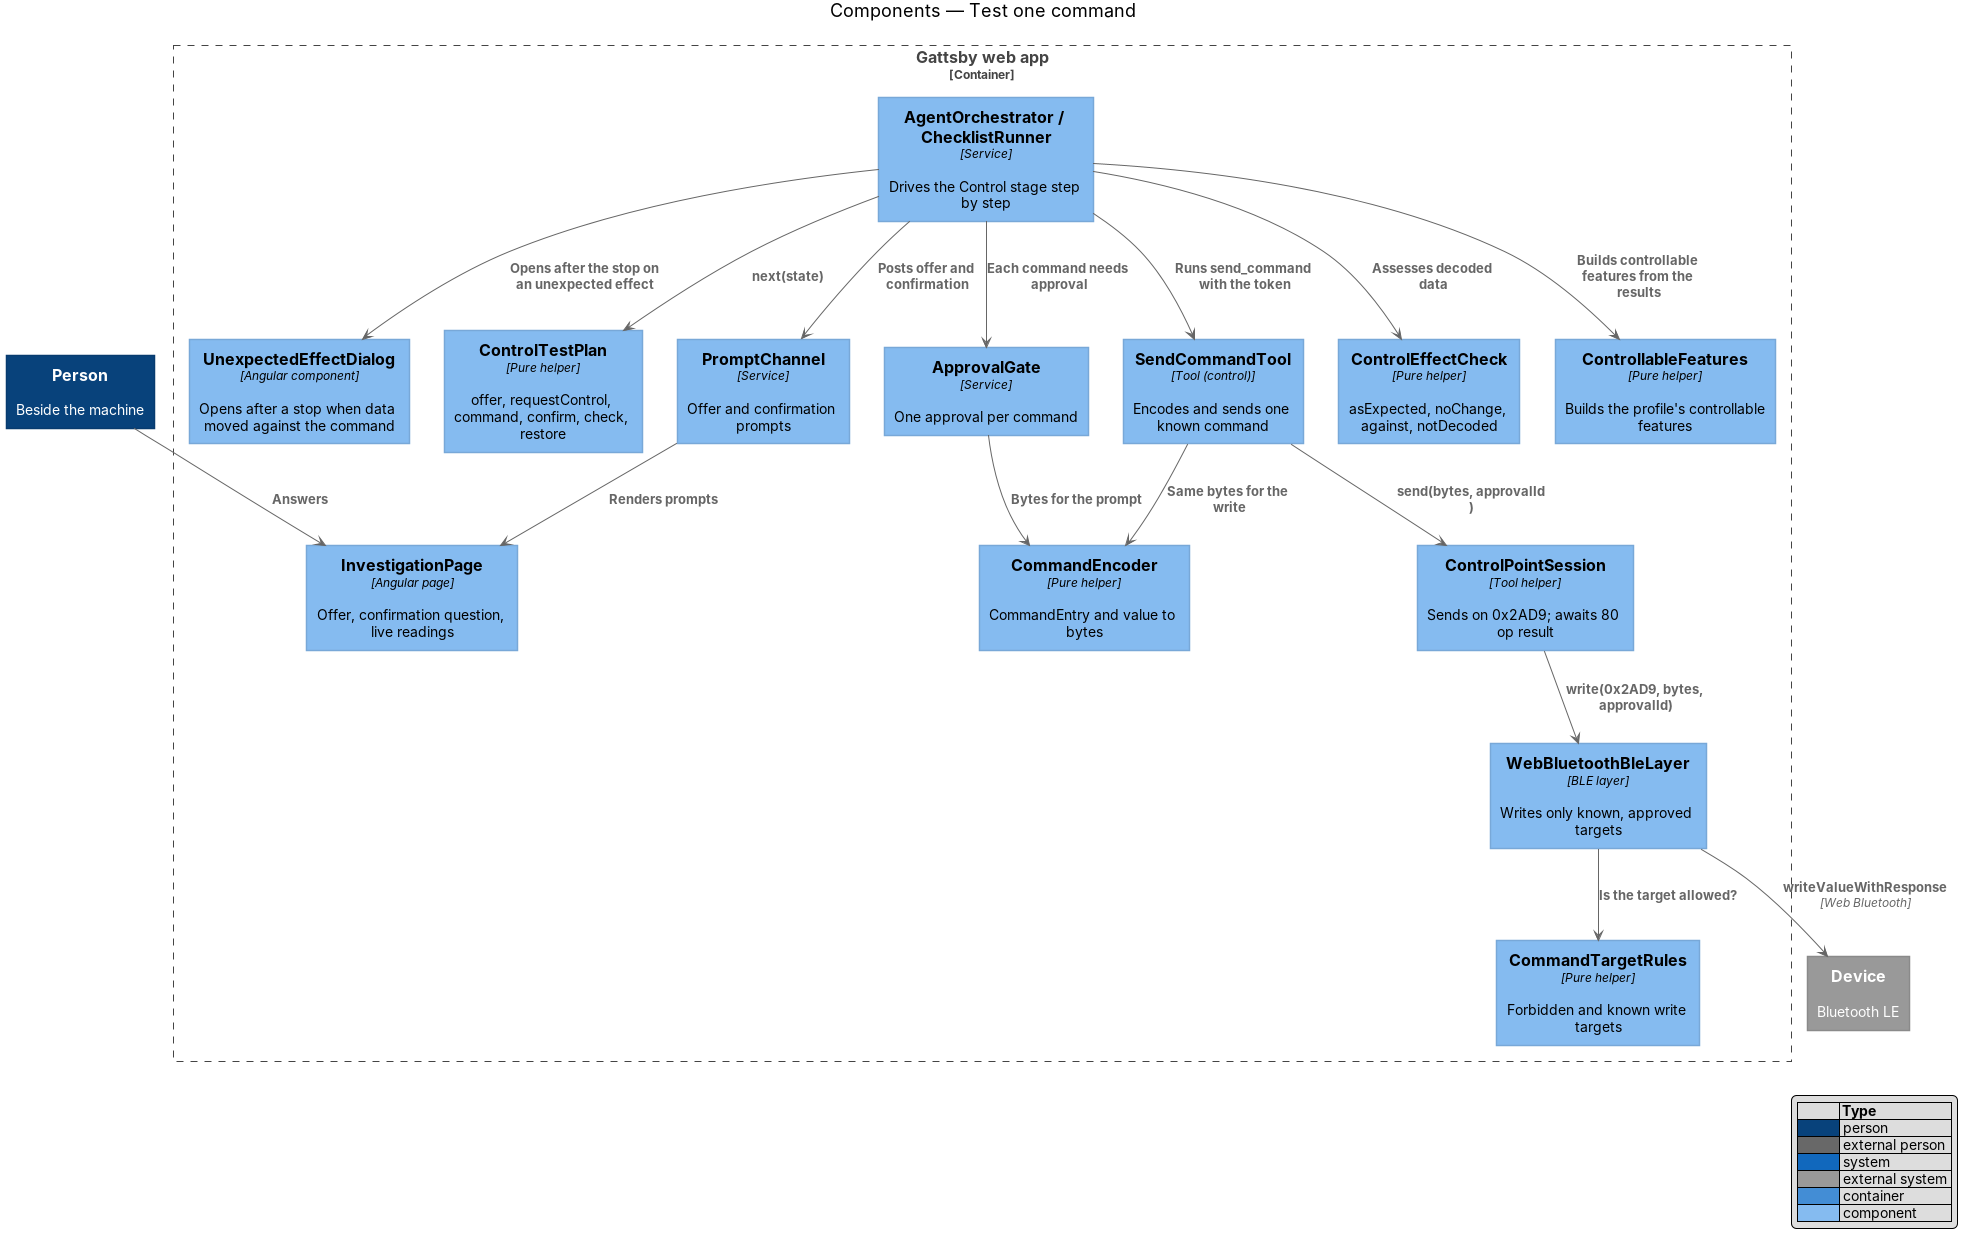 Components — Test one command
Gattsby web app
[Container]
AgentOrchestrator /
ChecklistRunner
[Service]
Drives the Control stage step
by step
Opens after the stop on
an unexpected effect
next(state)
Posts offer and
confirmation
Each command needs
approval
Runs send_command
with the token
Assesses decoded
data
Builds controllable
features from the
results
Person
Beside the machine
UnexpectedEffectDialog
[Angular component]
Opens after a stop when data
moved against the command
ControlTestPlan
[Pure helper]
offer, requestControl,
command, confirm, check,
restore
PromptChannel
[Service]
Offer and confirmation
prompts
ApprovalGate
[Service]
One approval per command
SendCommandTool
[Tool (control)]
Encodes and sends one
known command
ControlEffectCheck
[Pure helper]
asExpected, noChange,
against, notDecoded
ControllableFeatures
[Pure helper]
Builds the profile's controllable
features
Answers
Renders prompts
Bytes for the prompt
Same bytes for the
write
send(bytes, approvalId
)
InvestigationPage
[Angular page]
Offer, confirmation question,
live readings
CommandEncoder
[Pure helper]
CommandEntry and value to
bytes
ControlPointSession
[Tool helper]
Sends on 0x2AD9; awaits 80
op result
write(0x2AD9, bytes,
approvalId)
WebBluetoothBleLayer
[BLE layer]
Writes only known, approved
targets
Is the target allowed?
writeValueWithResponse
[Web Bluetooth]
CommandTargetRules
[Pure helper]
Forbidden and known write
targets
Device
Bluetooth LE
Type
person
external person
system
external system
container
component